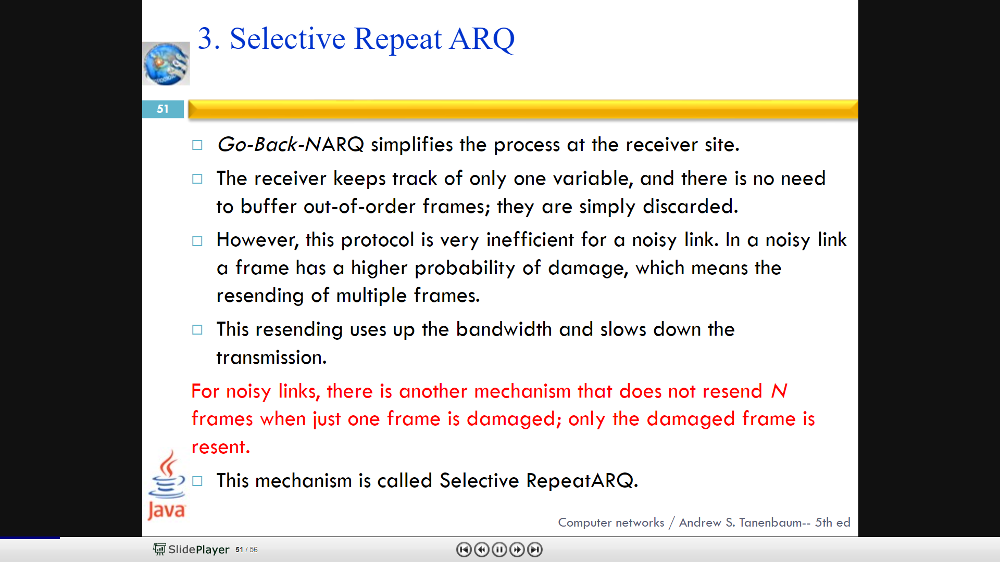 3. Selective Repeat ARQ
51
Go-Back-NARQ simplifies the process at the receiver site.
The receiver keeps track of only one variable, and there is no need
to buffer out-of-order frames; they are simply discarded.
However, this protocol is very inefficient for a noisy link. In a noisy link
a frame has a higher probability of damage, which means the
resending of multiple frames.
This resending uses up the bandwidth and slows down the
transmission.
For noisy links, there is another mechanism that does not resend N
frames when just one frame is damaged; only the damaged frame is
resent.
This mechanism is called Selective RepeatARQ.
Java
Computer networks / Andrew S. Tanenbaum-- 5th ed
SlidePlayer 51 / 56